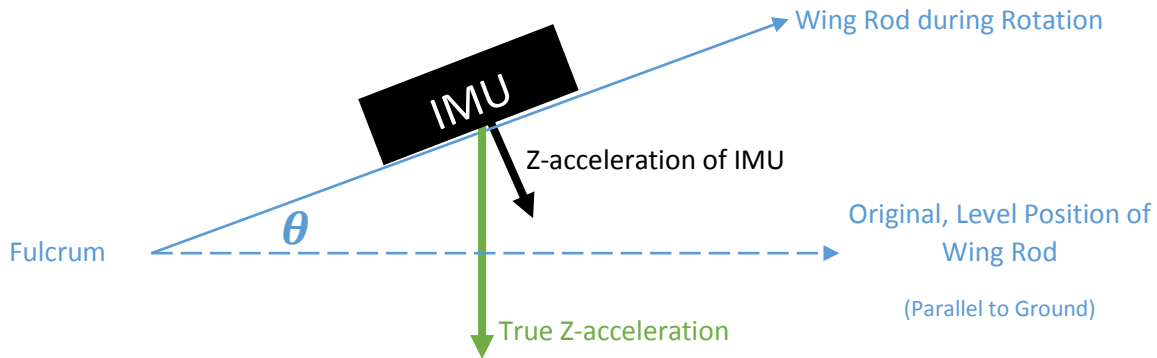 Wing Rod during Rotation
IMU
Z-acceleration of IMU
θ
Original, Level Position of
Wing Rod
Fulcrum
(Parallel to Ground)
True Z-acceleration